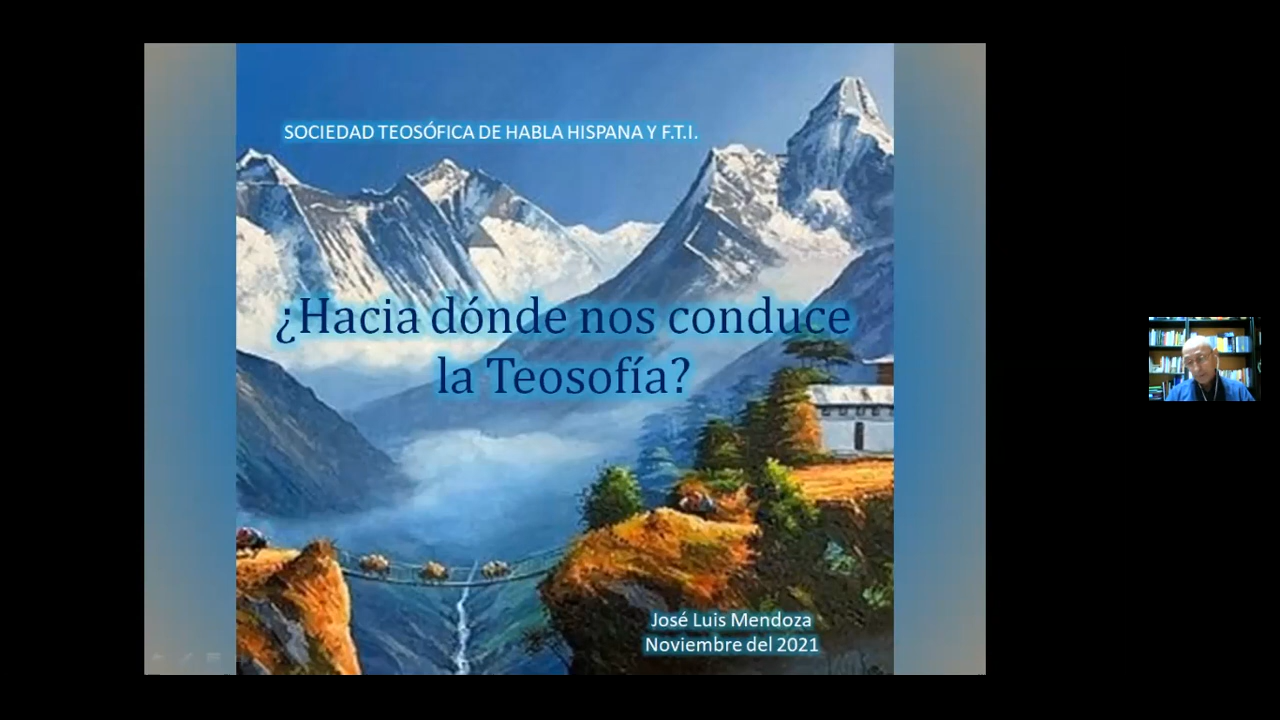 SOCIEDAD TEOSÓFICA DE HABLA HISPANA Y F.T.I.
¿Hacia dónde nos conduce
la Teosofía?
José Luis Mendoza
Noviembre del 2021